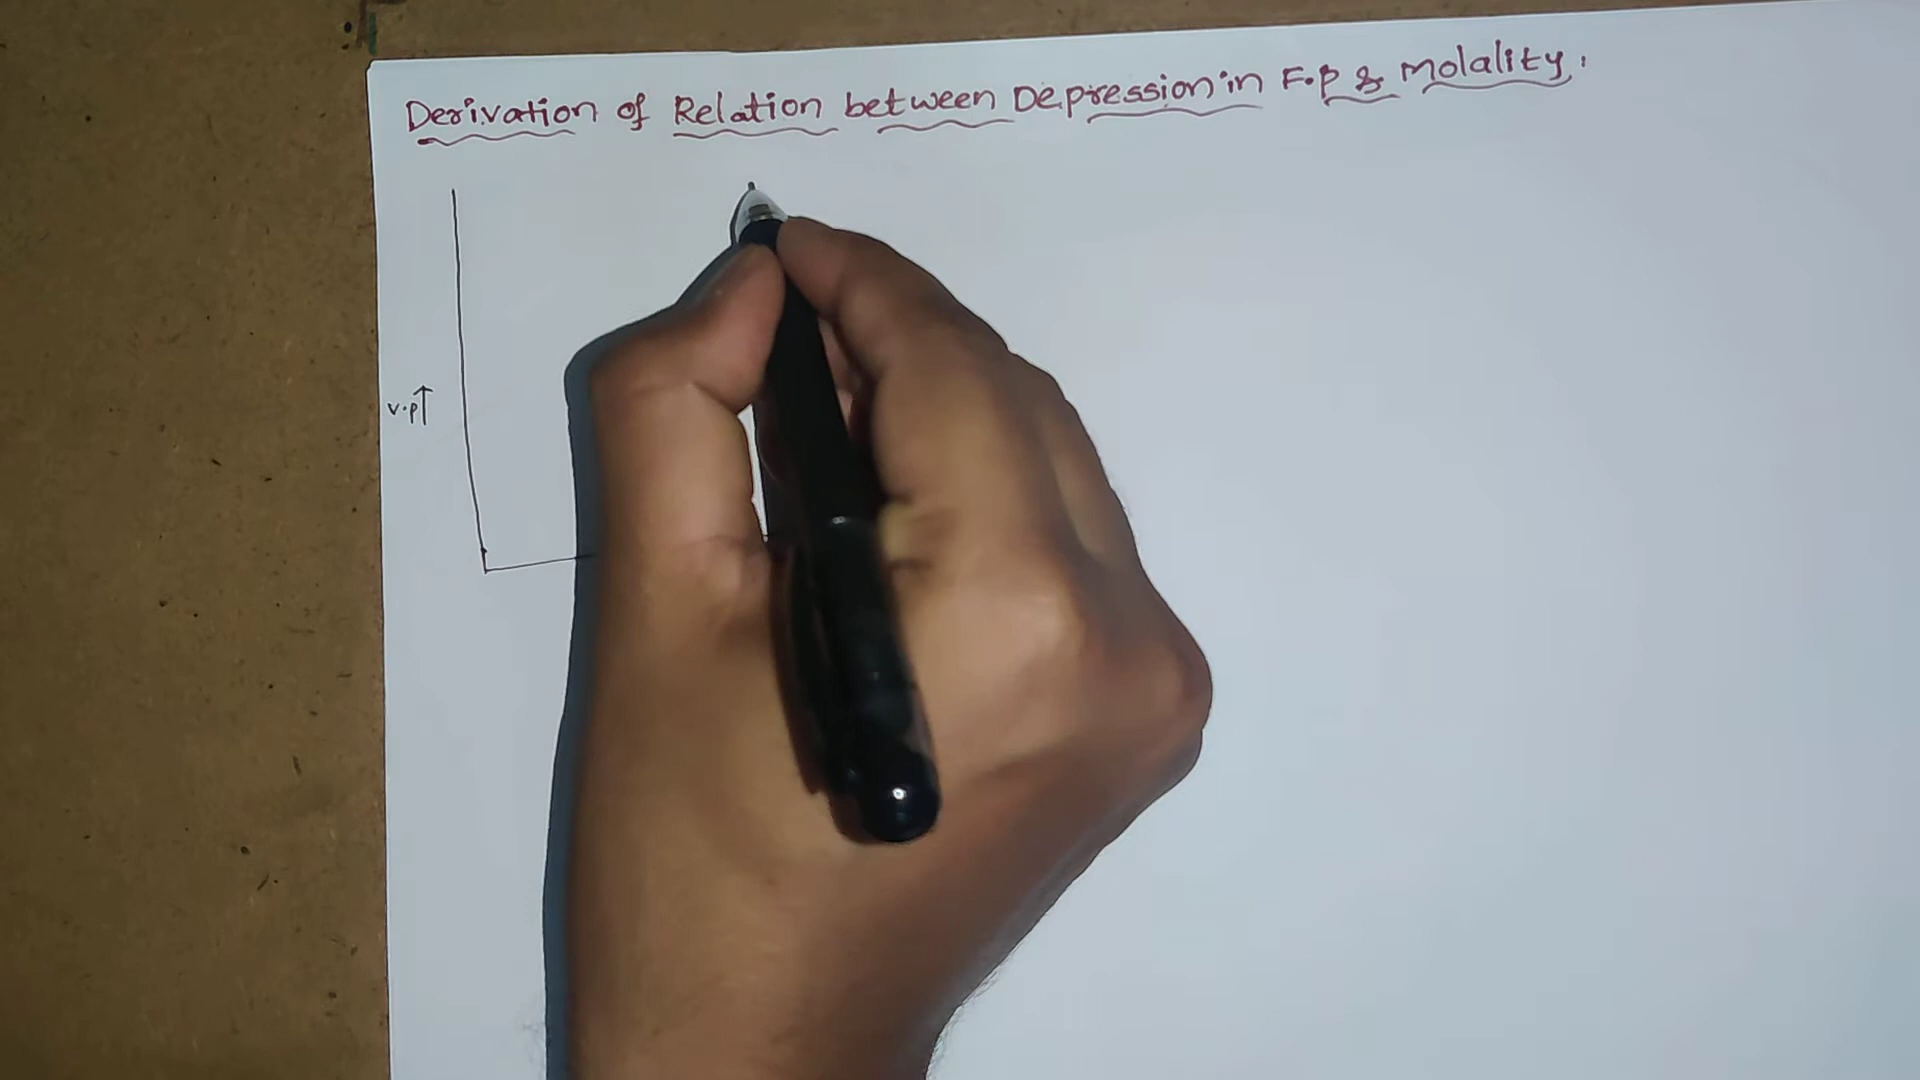 Derivation of Relation between Depression in F.p & Molality.
v.p↑